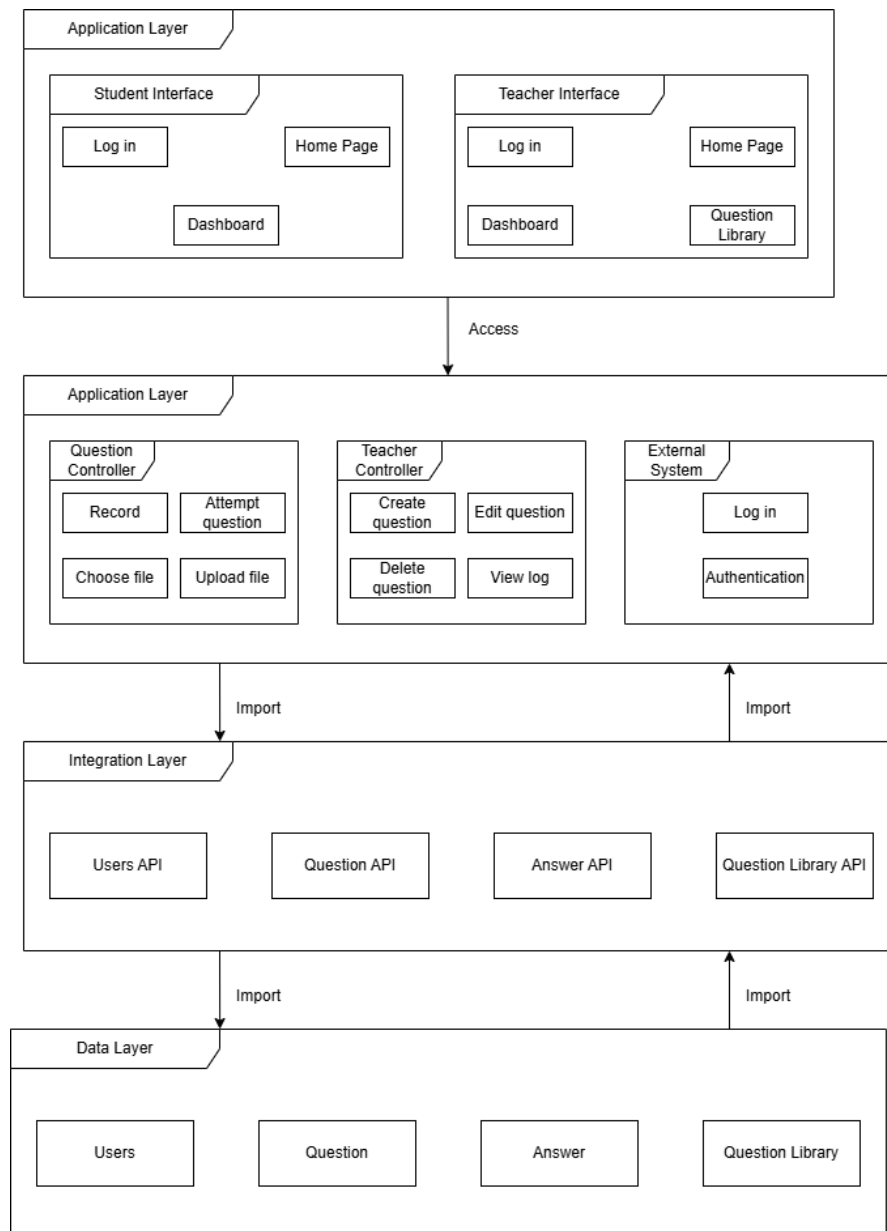 Application Layer
Student Interface
Log in
Home Page
Dashboard
Teacher Interface
Log in
Home Page
Dashboard
Question
Library
Access
Application Layer
Question
Controller
Record
Attempt
question
Choose file
Upload file
Teacher
Controller
Create
question
Edit question
Delete
question
View log
External
System
Log in
Authentication
Import
Import
Integration Layer
Users API
Question API
Answer API
Question Library API
Import
Import
Data Layer
Users
Question
Answer
Question Library